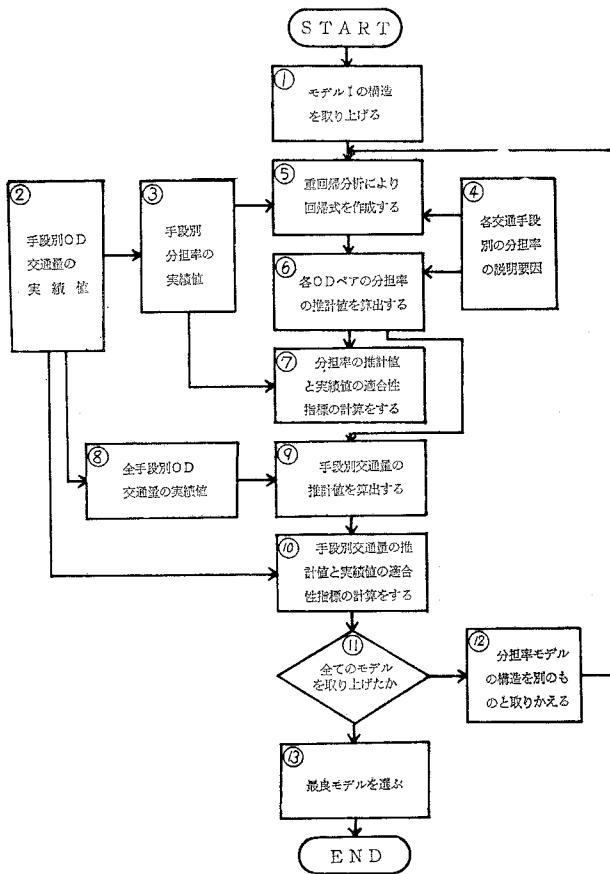 START
①
モデルⅠの構造
を取り上げる
②
手段別OD
交通量の
実績値
③
手段別
分担率の
実績値
④
各交通手段
別の分担率
の説明要因
⑤
重回帰分析により
回帰式を作成する
⑥
各ODペアの分担率
の推計値を算出する
⑦
分担率の推計値
と実績値の適合性
指標の計算をする
⑧
全手段別OD
交通量の実績値
⑨
手段別交通量の
推計値を算出する
⑩
手段別交通量の推
計値と実績値の適合
性指標の計算をする
⑪
全てのモデル
を取り上げたか
⑫
分担率モデル
の構造を別のも
のと取りかえる
⑬
最良モデルを選ぶ
END